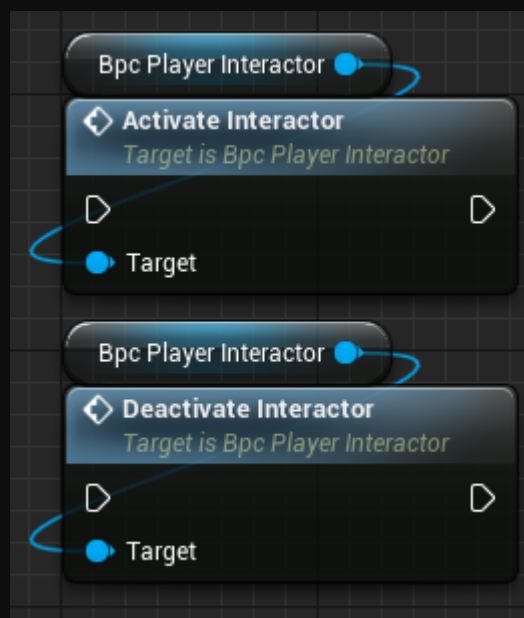 Bpc Player Interactor
Activate Interactor
Target is Bpc Player Interactor
Target
Bpc Player Interactor
Deactivate Interactor
Target is Bpc Player Interactor
Target